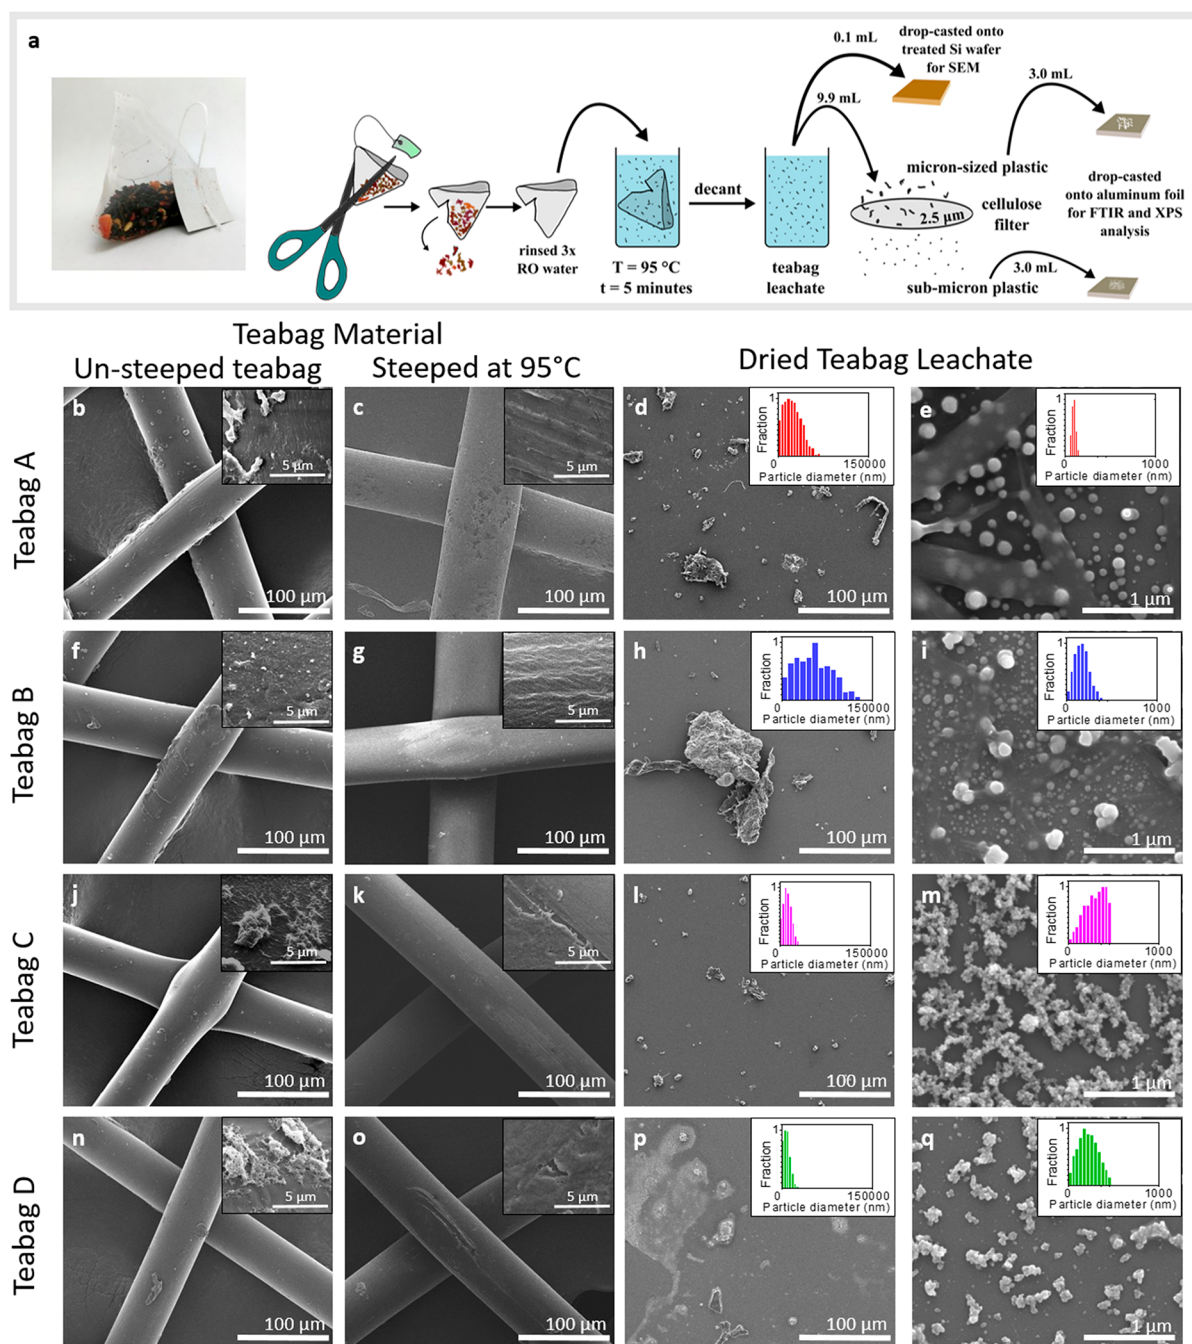 a
0.1 mL
drop-casted onto
treated Si wafer
for SEM
9.9 mL
3.0 mL
micron-sized plastic
2.5 µm
cellulose
filter
drop-casted
onto aluminum foil
for FTIR and XPS
analysis
decant
rinsed 3x
RO water
T = 95 °C
t = 5 minutes
teabag
leachate
3.0 mL
sub-micron plastic
Teabag Material
Un-steeped teabag
Steeped at 95°C
Dried Teabag Leachate
Teabag A
b
5 µm
100 µm
c
5 µm
100 µm
d
1
Fraction
0
150000
Particle diameter (nm)
100 µm
e
1
Fraction
0
1000
Particle diameter (nm)
1 µm
Teabag B
f
5 µm
100 µm
g
5 µm
100 µm
h
1
Fraction
0
150000
Particle diameter (nm)
100 µm
i
1
Fraction
0
1000
Particle diameter (nm)
1 µm
Teabag C
j
5 µm
100 µm
k
5 µm
100 µm
l
1
Fraction
0
150000
Particle diameter (nm)
100 µm
m
1
Fraction
0
1000
Particle diameter (nm)
1 µm
Teabag D
n
5 µm
100 µm
o
5 µm
100 µm
p
1
Fraction
0
150000
Particle diameter (nm)
100 µm
q
1
Fraction
0
1000
Particle diameter (nm)
1 µm